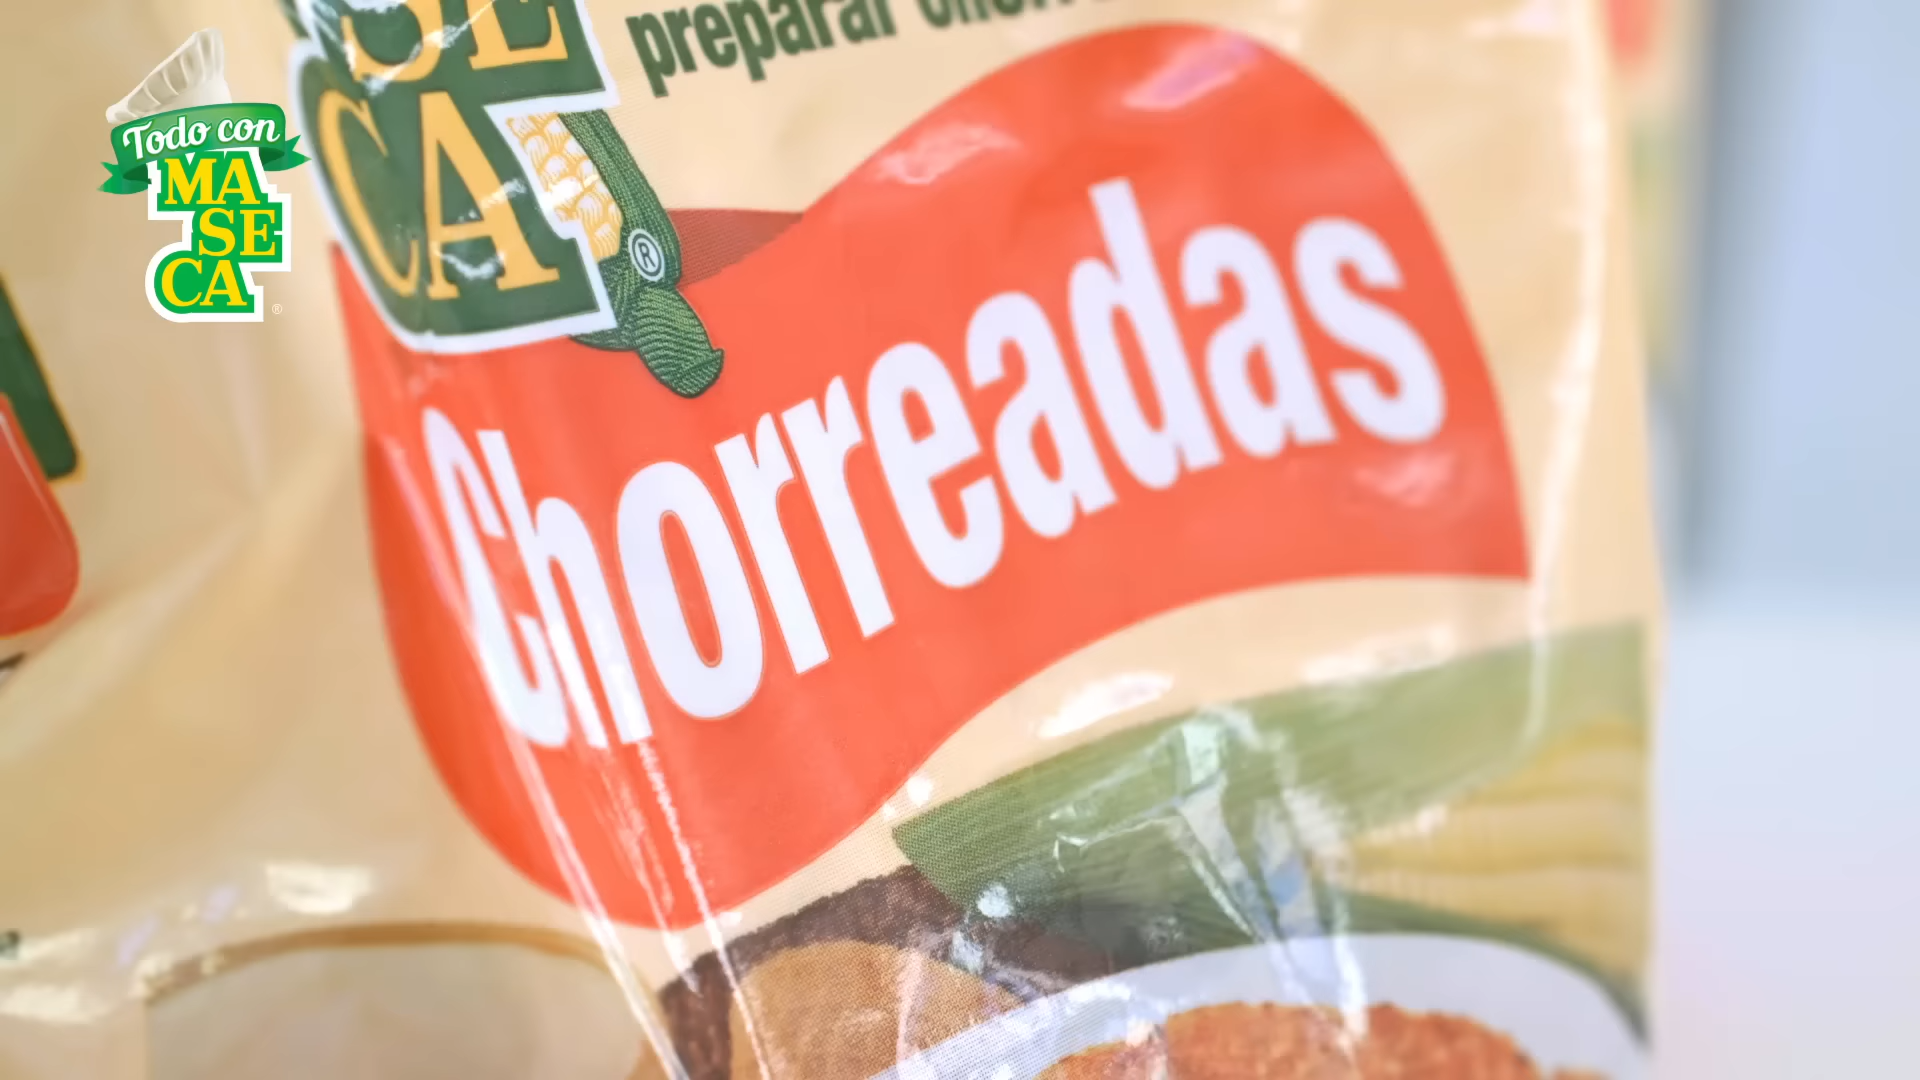 Todo con
MA
SE
CA
®
SE
CA
®
preparar
Chorreadas